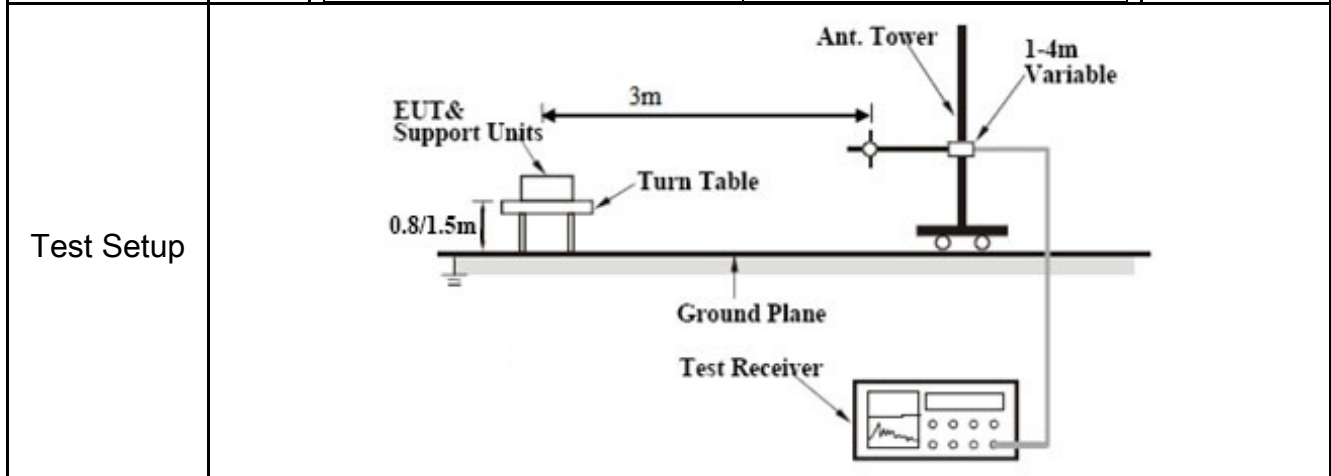 Test Setup
Ant. Tower
1-4m
Variable
3m
EUT&
Support Units
Turn Table
0.8/1.5m
Ground Plane
Test Receiver